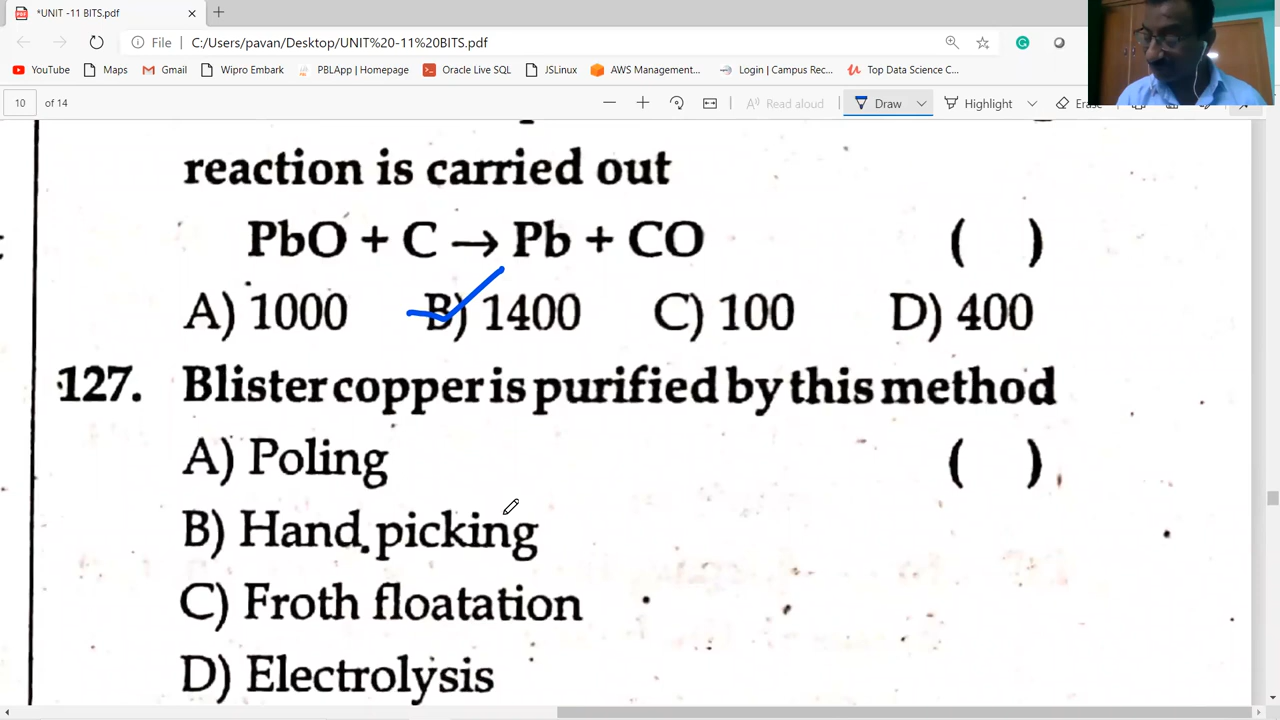 *UNIT -11 BITS.pdf
File C:/Users/pavan/Desktop/UNIT%20-11%20BITS.pdf
YouTube Maps Gmail Wipro Embark PBLApp | Homepage Oracle Live SQL JSLinux AWS Management... Login | Campus Rec... Top Data Science C...
10 of 14 Read aloud Draw Highlight
reaction is carried out
PbO + C → Pb + CO ( )
A) 1000 B) 1400 C) 100 D) 400
127. Blister copper is purified by this method
A) Poling ( )
B) Hand picking
C) Froth floatation
D) Electrolysis